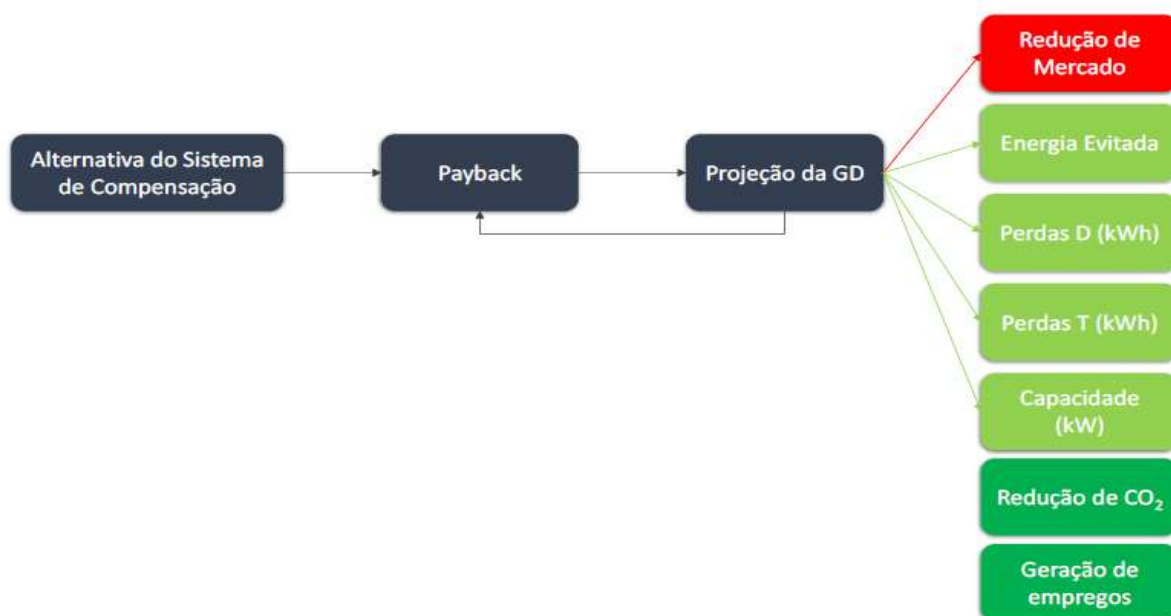 Alternativa do Sistema
de Compensação
Payback
Projeção da GD
Redução de
Mercado
Energia Evitada
Perdas D (kWh)
Perdas T (kWh)
Capacidade
(kW)
Redução de CO₂
Geração de
empregos